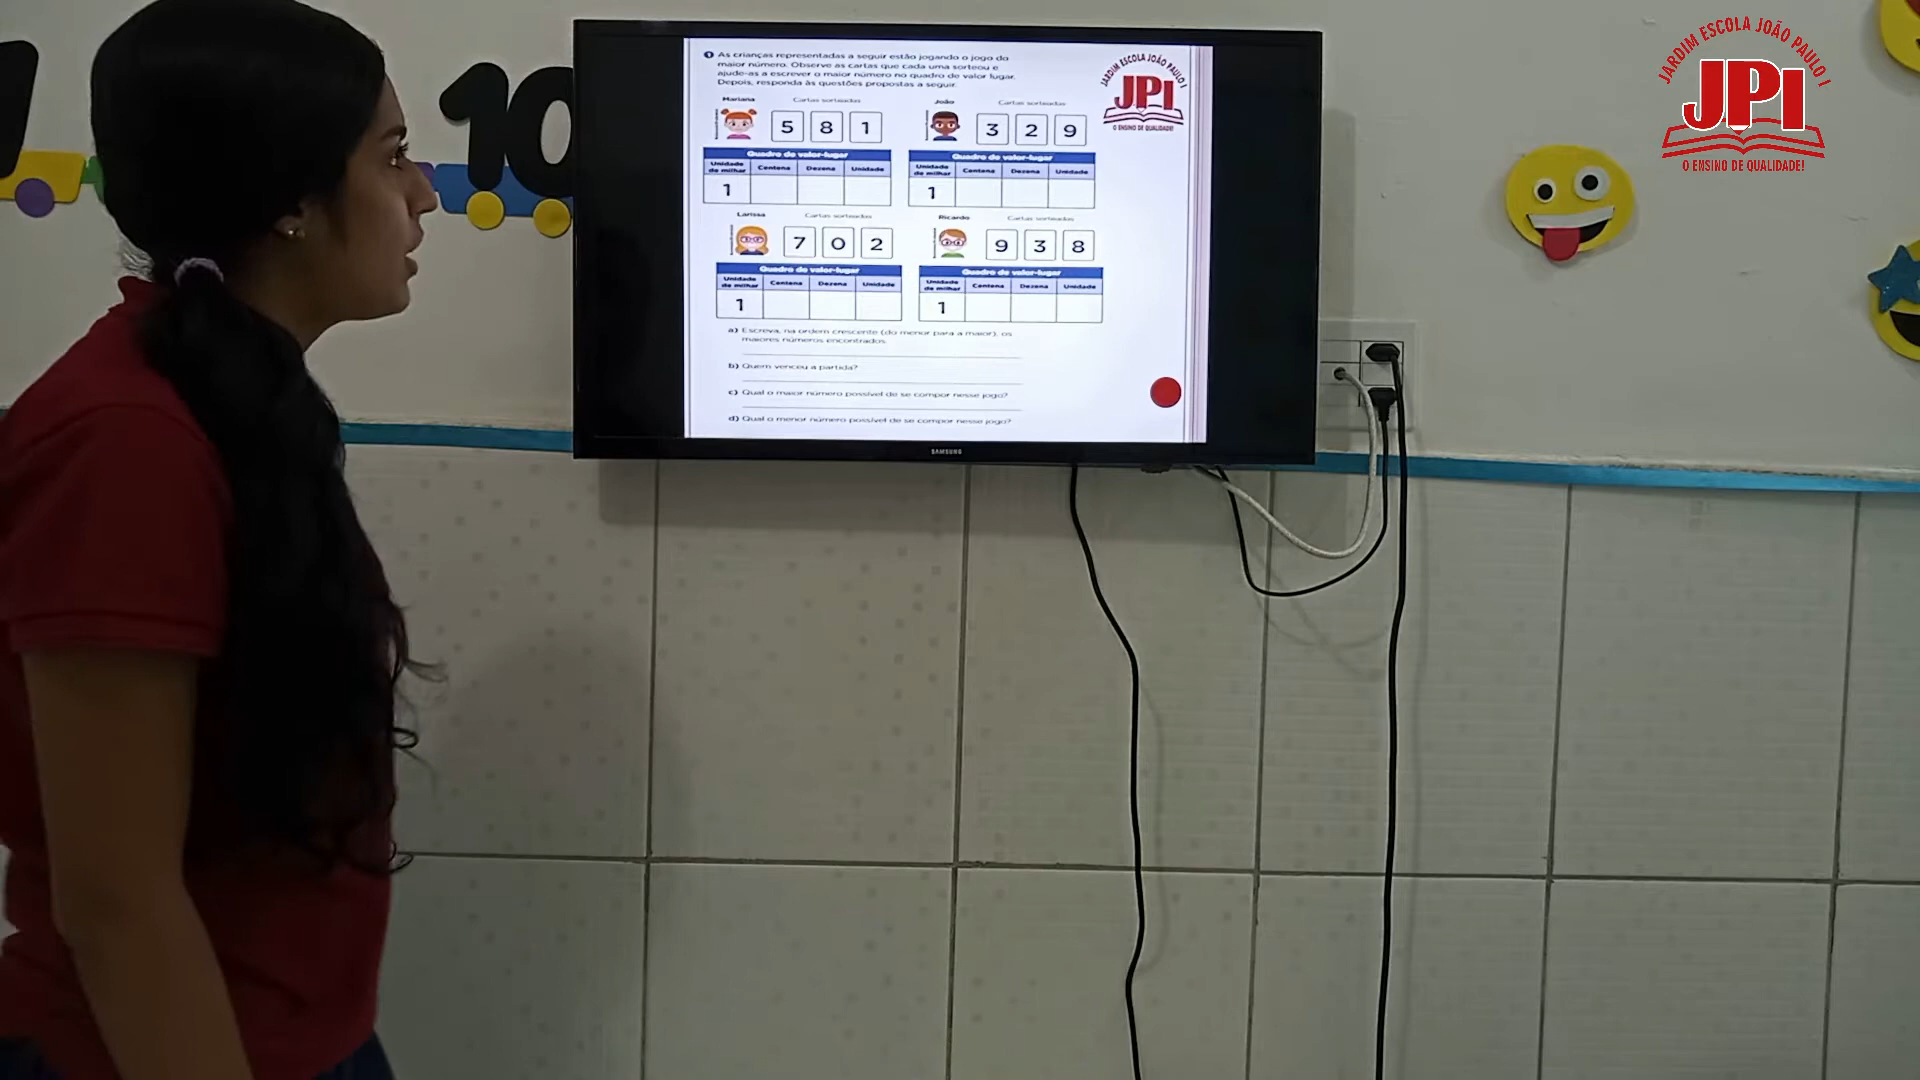 10
1 As crianças representadas a seguir estão jogando o jogo do
maior número. Observe as cartas que cada uma sorteou e
ajude-as a escrever o maior número no quadro de valor lugar.
Depois, responda às questões propostas a seguir.
JARDIM ESCOLA JOÃO PAULO I
JPI
O ENSINO DE QUALIDADE!
Mariana
Cartas sorteadas
5 8 1
Quadro de valor-lugar
Unidade de milhar Centena Dezena Unidade
1
João
Cartas sorteadas
3 2 9
Quadro de valor-lugar
Unidade de milhar Centena Dezena Unidade
1
Larissa
Cartas sorteadas
7 0 2
Quadro de valor-lugar
Unidade de milhar Centena Dezena Unidade
1
Ricardo
Cartas sorteadas
9 3 8
Quadro de valor-lugar
Unidade de milhar Centena Dezena Unidade
1
a) Escreva, na ordem crescente (do menor para a maior), os
maiores números encontrados.
b) Quem venceu a partida?
c) Qual o maior número possível de se compor nesse jogo?
d) Qual o menor número possível de se compor nesse jogo?
SAMSUNG
JARDIM ESCOLA JOÃO PAULO I
JPI
O ENSINO DE QUALIDADE!